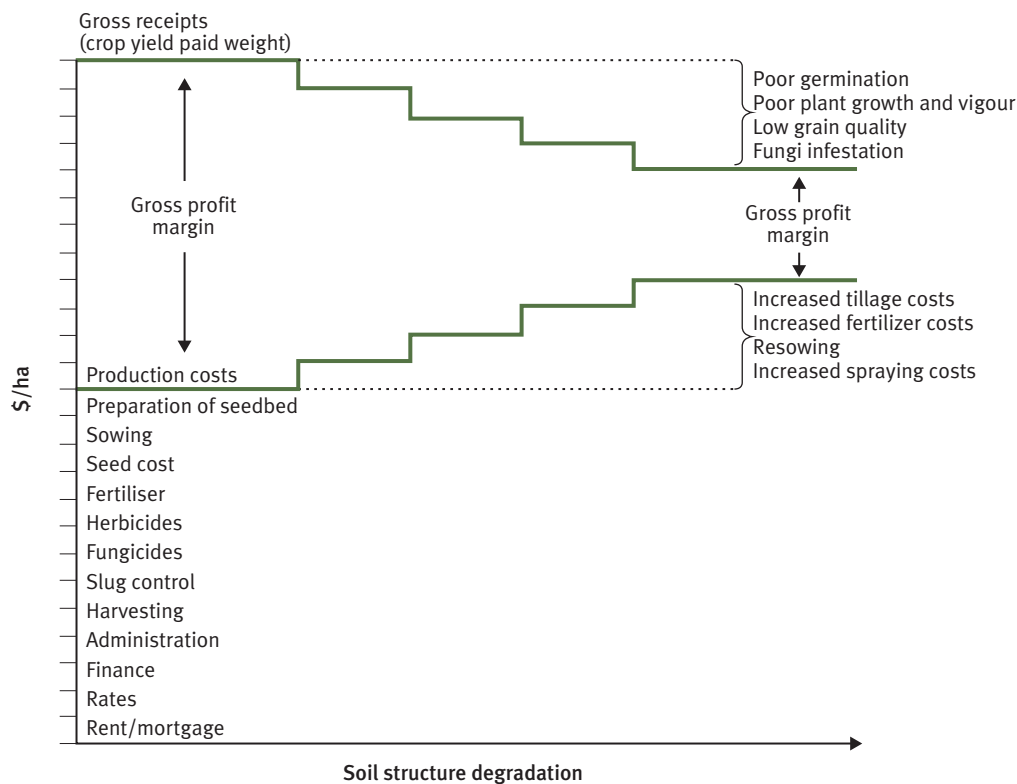 Gross receipts
(crop yield paid weight)
Poor germination
Poor plant growth and vigour
Low grain quality
Fungi infestation
Gross profit
margin
Gross profit
margin
Increased tillage costs
Increased fertilizer costs
Resowing
Increased spraying costs
Production costs
Preparation of seedbed
Sowing
Seed cost
Fertiliser
Herbicides
Fungicides
Slug control
Harvesting
Administration
Finance
Rates
Rent/mortgage
$/ha
Soil structure degradation